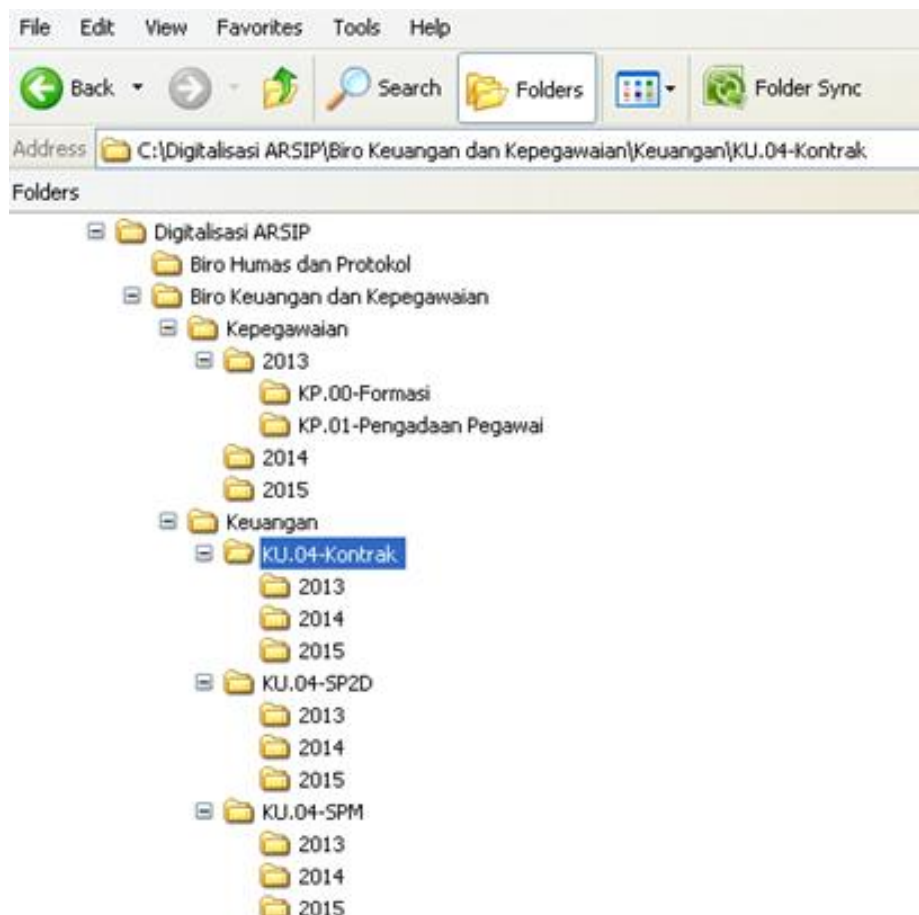 File Edit View Favorites Tools Help
Back Search Folders Folder Sync
Address C:\Digitalisasi ARSIP\Biro Keuangan dan Kepegawaian\Keuangan\KU.04-Kontrak
Folders
Digitalisasi ARSIP
Biro Humas dan Protokol
Biro Keuangan dan Kepegawaian
Kepegawaian
2013
KP.00-Formasi
KP.01-Pengadaan Pegawai
2014
2015
Keuangan
KU.04-Kontrak
2013
2014
2015
KU.04-SP2D
2013
2014
2015
KU.04-SPM
2013
2014
2015